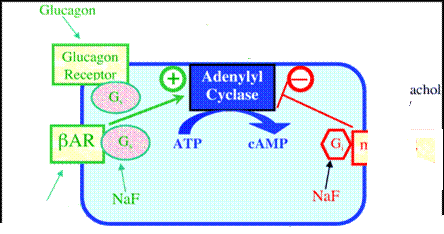 Glucagon
Glucagon
Receptor
Gs
+
Adenylyl
Cyclase
–
achol
βAR
Gs
ATP
cAMP
Gi
m
NaF
NaF